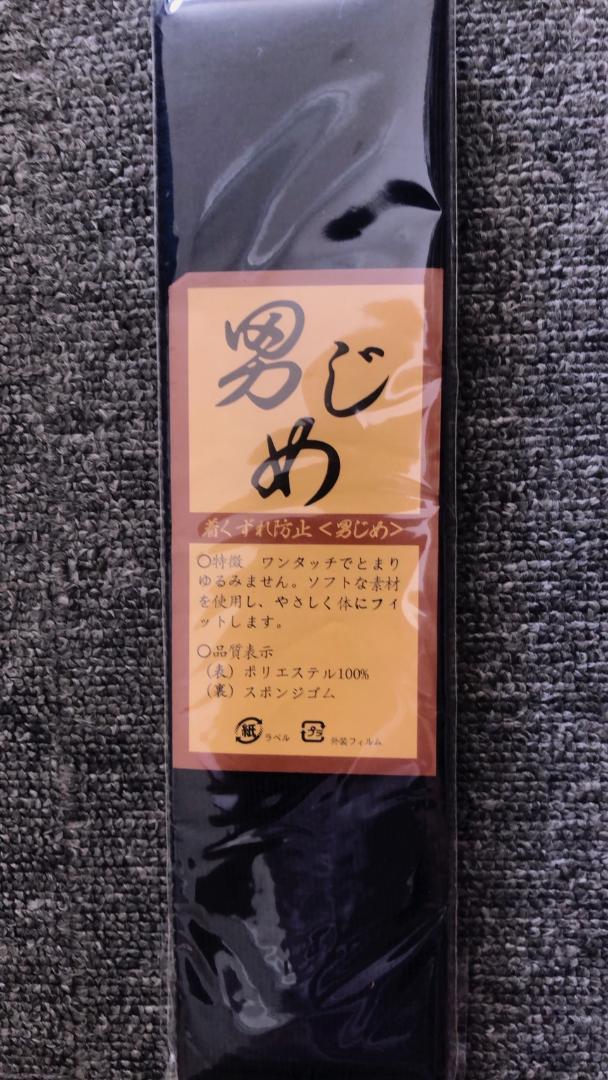 男じ
め
着くずれ防止<男じめ>
〇特徴　ワンタッチでとまり
ゆるみません。ソフトな素材
を使用し、やさしく体にフィ
ットします。
〇品質表示
（表）ポリエステル100%
（裏）スポンジゴム
紙 ラベル プラ 外装フィルム